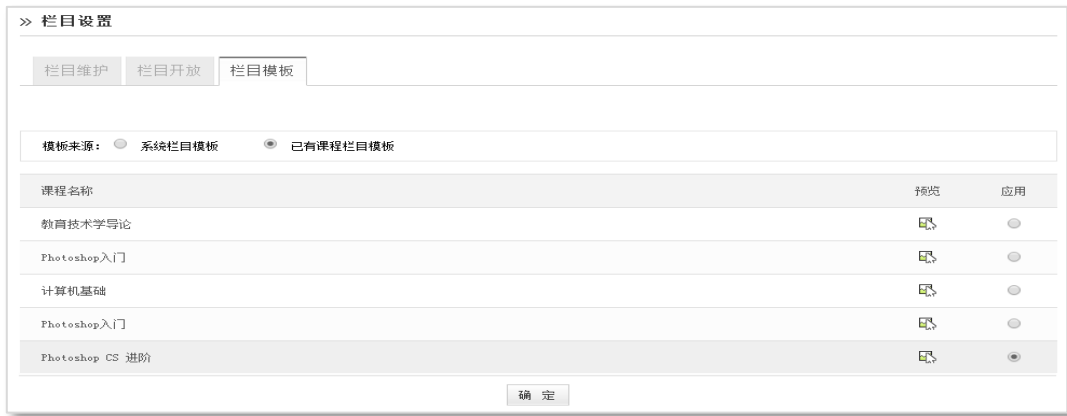 >> 栏目设置
栏目维护 栏目开放 栏目模板
模板来源： 系统栏目模板 已有课程栏目模板
课程名称 预览 应用
教育技术学导论
Photoshop入门
计算机基础
Photoshop入门
Photoshop CS 进阶
确 定